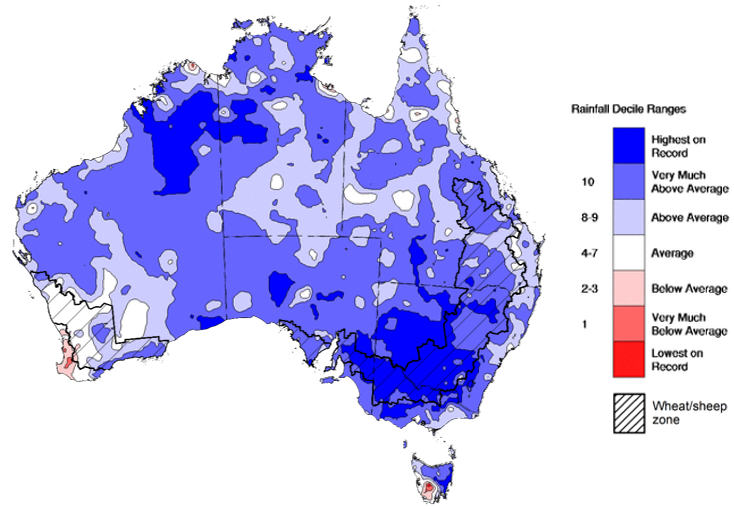 Rainfall Decile Ranges
Highest on
Record
10
Very Much
Above Average
8-9
Above Average
4-7
Average
2-3
Below Average
1
Very Much
Below Average
Lowest on
Record
Wheat/sheep
zone